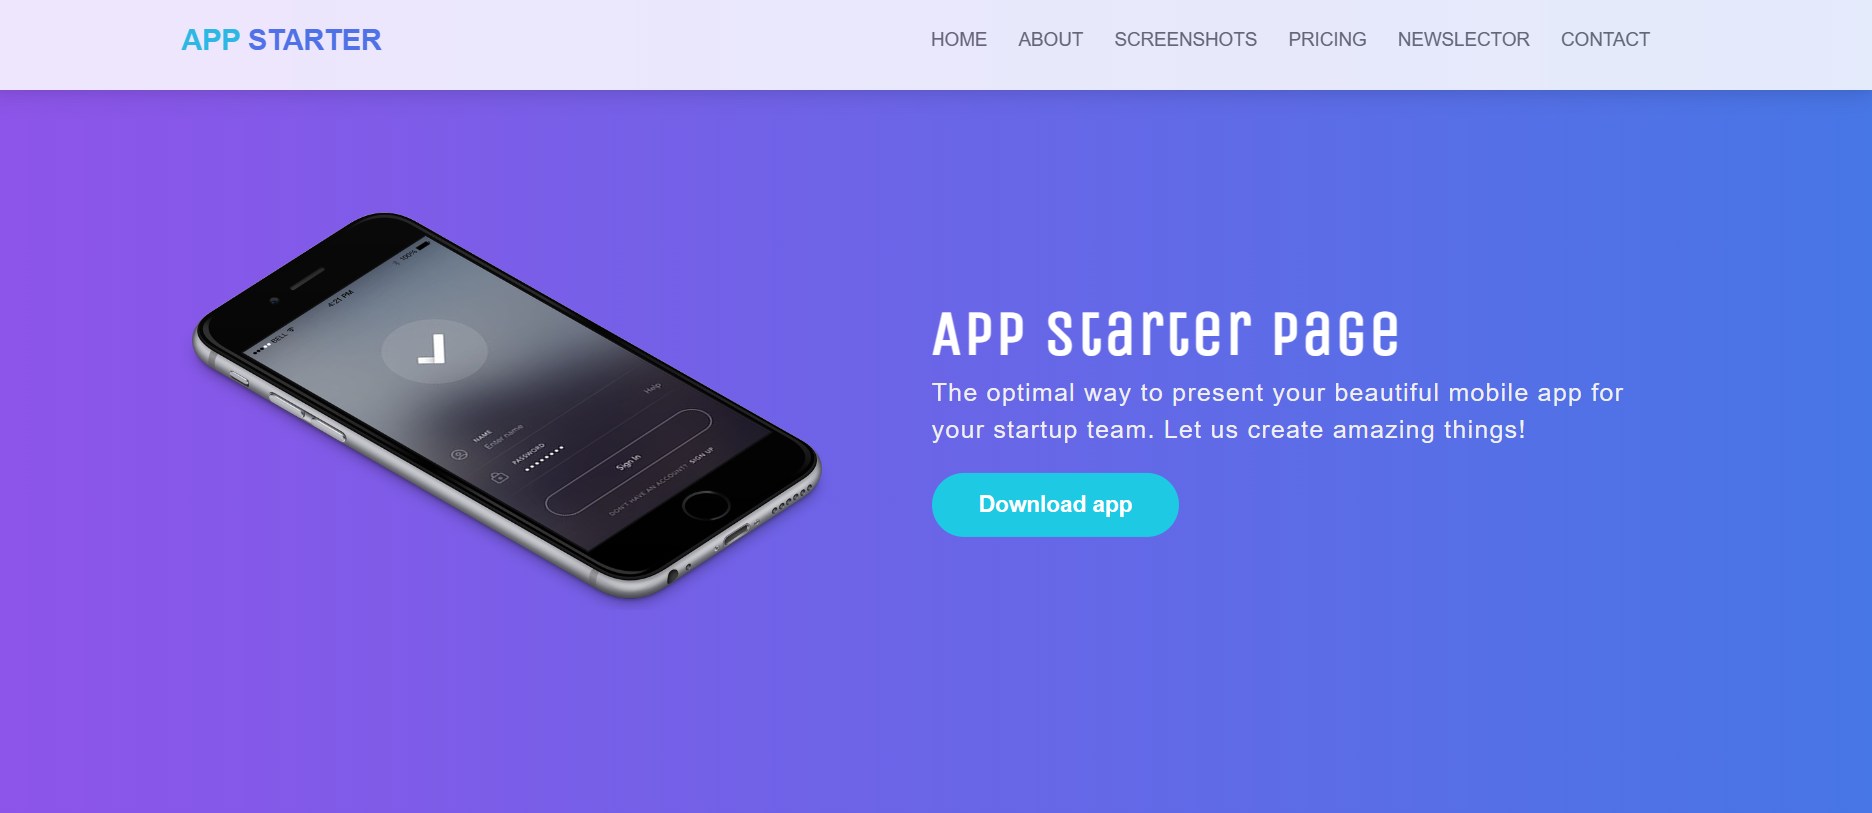 APP STARTER
HOME ABOUT SCREENSHOTS PRICING NEWSLECTOR CONTACT
100%
4:21 PM
BELL
APP Starter Page
The optimal way to present your beautiful mobile app for
your startup team. Let us create amazing things!
Download app
NAME
Enter name
Help
PASSWORD
Sign In
DON'T HAVE AN ACCOUNT? SIGN UP